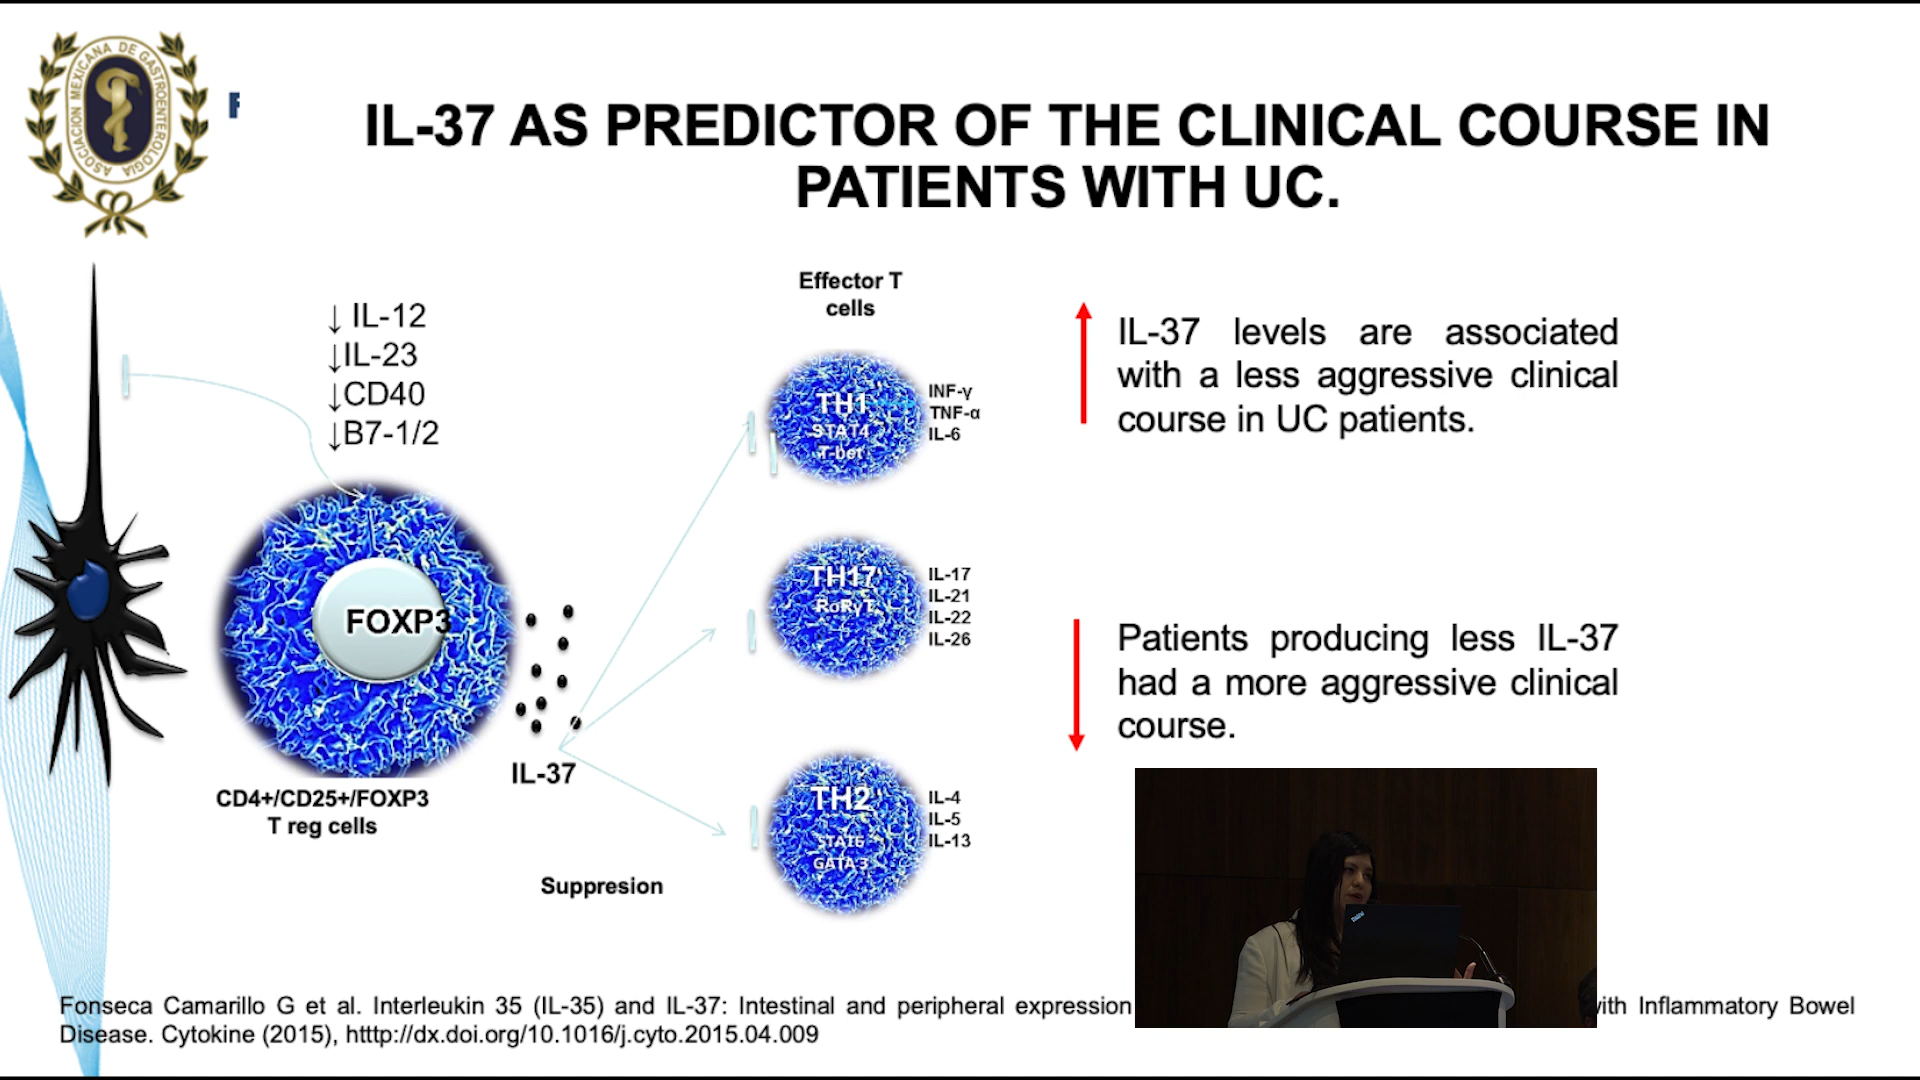 ASOCIACION MEXICANA DE GASTROENTEROLOGIA
F
IL-37 AS PREDICTOR OF THE CLINICAL COURSE IN
PATIENTS WITH UC.
↓ IL-12
↓IL-23
↓CD40
↓B7-1/2
FOXP3
CD4+/CD25+/FOXP3
T reg cells
IL-37
Suppresion
Effector T
cells
TH1
STAT4
T-bet
INF-γ
TNF-α
IL-6
TH17
RoRγT
IL-17
IL-21
IL-22
IL-26
TH2
STAT6
GATA-3
IL-4
IL-5
IL-13
IL-37 levels are associated
with a less aggressive clinical
course in UC patients.
Patients producing less IL-37
had a more aggressive clinical
course.
Fonseca Camarillo G et al. Interleukin 35 (IL-35) and IL-37: Intestinal and peripheral expression with Inflammatory Bowel
Disease. Cytokine (2015), htttp://dx.doi.org/10.1016/j.cyto.2015.04.009